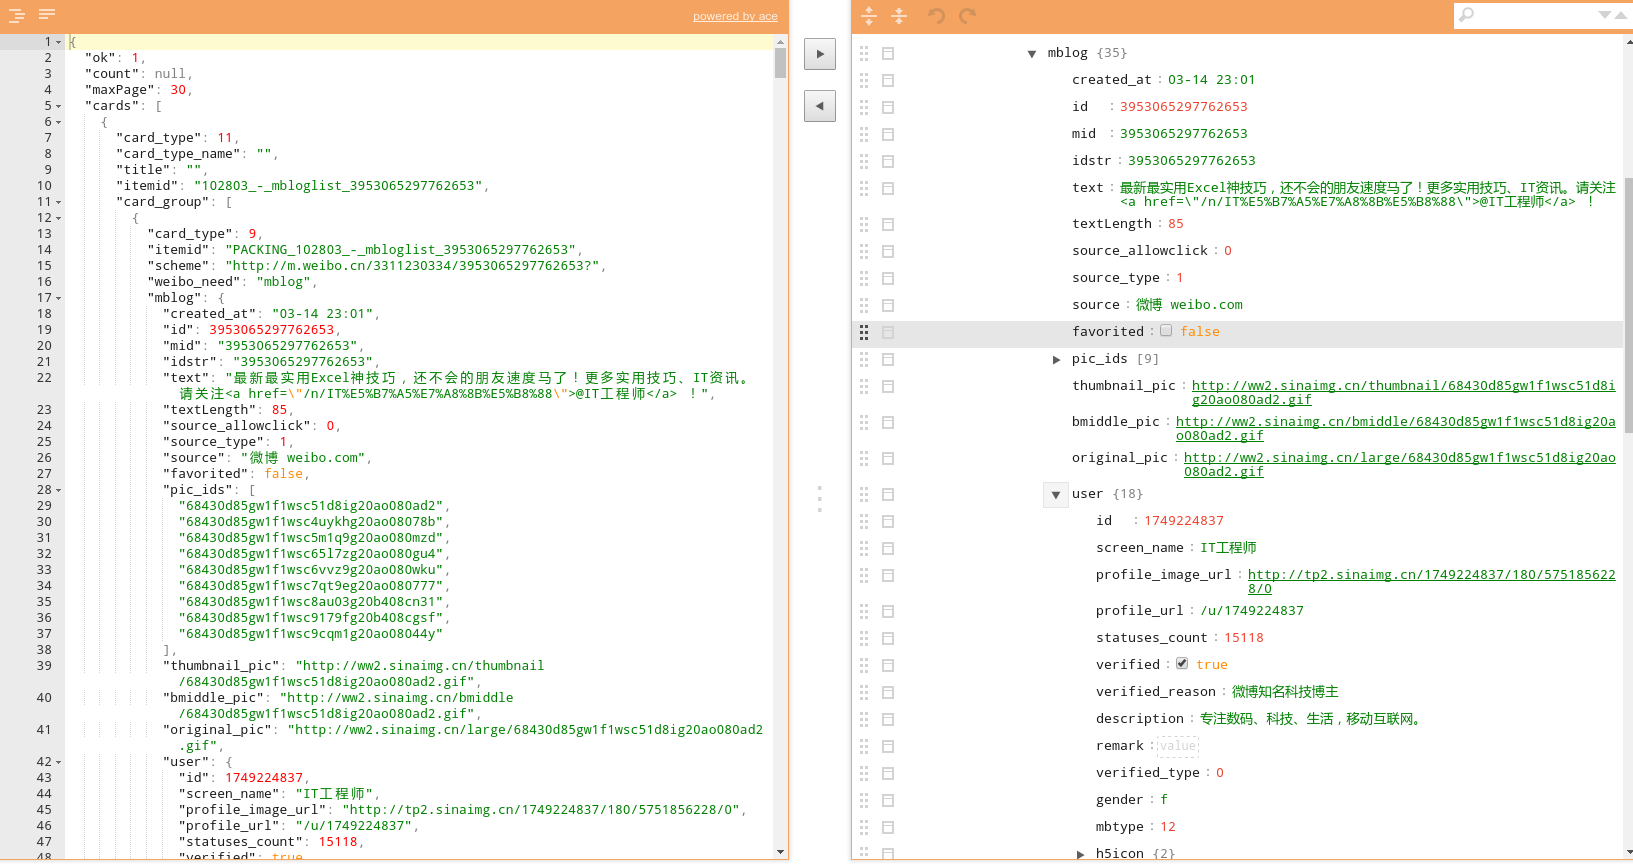 powered by ace
1 {
2 "ok": 1,
3 "count": null,
4 "maxPage": 30,
5 "cards": [
6 {
7 "card_type": 11,
8 "card_type_name": "",
9 "title": "",
10 "itemid": "102803_-_mbloglist_3953065297762653",
11 "card_group": [
12 {
13 "card_type": 9,
14 "itemid": "PACKING_102803_-_mbloglist_3953065297762653",
15 "scheme": "http://m.weibo.cn/3311230334/3953065297762653?",
16 "weibo_need": "mblog",
17 "mblog": {
18 "created_at": "03-14 23:01",
19 "id": 3953065297762653,
20 "mid": "3953065297762653",
21 "idstr": "3953065297762653",
22 "text": "最新最实用Excel神技巧，还不会的朋友速度马了！更多实用技巧、IT资讯。
请关注<a href=\"/n/IT%E5%B7%A5%E7%A8%8B%E5%B8%88\">@IT工程师</a> ！",
23 "textLength": 85,
24 "source_allowclick": 0,
25 "source_type": 1,
26 "source": "微博 weibo.com",
27 "favorited": false,
28 "pic_ids": [
29 "68430d85gw1f1wsc51d8ig20ao080ad2",
30 "68430d85gw1f1wsc4uykhg20ao08078b",
31 "68430d85gw1f1wsc5m1q9g20ao080mzd",
32 "68430d85gw1f1wsc65l7zg20ao080gu4",
33 "68430d85gw1f1wsc6vvz9g20ao080wku",
34 "68430d85gw1f1wsc7qt9eg20ao080777",
35 "68430d85gw1f1wsc8au03g20b408cn31",
36 "68430d85gw1f1wsc9179fg20b408cgsf",
37 "68430d85gw1f1wsc9cqm1g20ao08044y"
38 ],
39 "thumbnail_pic": "http://ww2.sinaimg.cn/thumbnail
/68430d85gw1f1wsc51d8ig20ao080ad2.gif",
40 "bmiddle_pic": "http://ww2.sinaimg.cn/bmiddle
/68430d85gw1f1wsc51d8ig20ao080ad2.gif",
41 "original_pic": "http://ww2.sinaimg.cn/large/68430d85gw1f1wsc51d8ig20ao080ad2
.gif",
42 "user": {
43 "id": 1749224837,
44 "screen_name": "IT工程师",
45 "profile_image_url": "http://tp2.sinaimg.cn/1749224837/180/5751856228/0",
46 "profile_url": "/u/1749224837",
47 "statuses_count": 15118,
48 "verified": true,
mblog {35}
created_at : 03-14 23:01
id : 3953065297762653
mid : 3953065297762653
idstr : 3953065297762653
text : 最新最实用Excel神技巧，还不会的朋友速度马了！更多实用技巧、IT资讯。请关注
<a href=\"/n/IT%E5%B7%A5%E7%A8%8B%E5%B8%88\">@IT工程师</a> ！
textLength : 85
source_allowclick : 0
source_type : 1
source : 微博 weibo.com
favorited : false
pic_ids [9]
thumbnail_pic : http://ww2.sinaimg.cn/thumbnail/68430d85gw1f1wsc51d8i
g20ao080ad2.gif
bmiddle_pic : http://ww2.sinaimg.cn/bmiddle/68430d85gw1f1wsc51d8ig20a
o080ad2.gif
original_pic : http://ww2.sinaimg.cn/large/68430d85gw1f1wsc51d8ig20ao
080ad2.gif
user {18}
id : 1749224837
screen_name : IT工程师
profile_image_url : http://tp2.sinaimg.cn/1749224837/180/575185622
8/0
profile_url : /u/1749224837
statuses_count : 15118
verified : true
verified_reason : 微博知名科技博主
description : 专注数码、科技、生活，移动互联网。
remark : value
verified_type : 0
gender : f
mbtype : 12
h5icon {2}